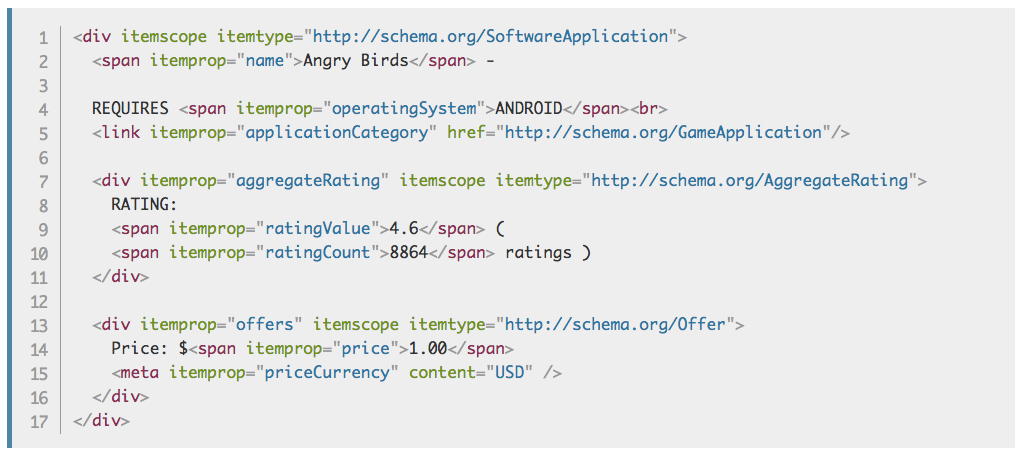 1 <div itemscope itemtype="http://schema.org/SoftwareApplication">
2 <span itemprop="name">Angry Birds</span> -
3
4 REQUIRES <span itemprop="operatingSystem">ANDROID</span><br>
5 <link itemprop="applicationCategory" href="http://schema.org/GameApplication"/>
6
7 <div itemprop="aggregateRating" itemscope itemtype="http://schema.org/AggregateRating">
8 RATING:
9 <span itemprop="ratingValue">4.6</span> (
10 <span itemprop="ratingCount">8864</span> ratings )
11 </div>
12
13 <div itemprop="offers" itemscope itemtype="http://schema.org/Offer">
14 Price: $<span itemprop="price">1.00</span>
15 <meta itemprop="priceCurrency" content="USD" />
16 </div>
17 </div>